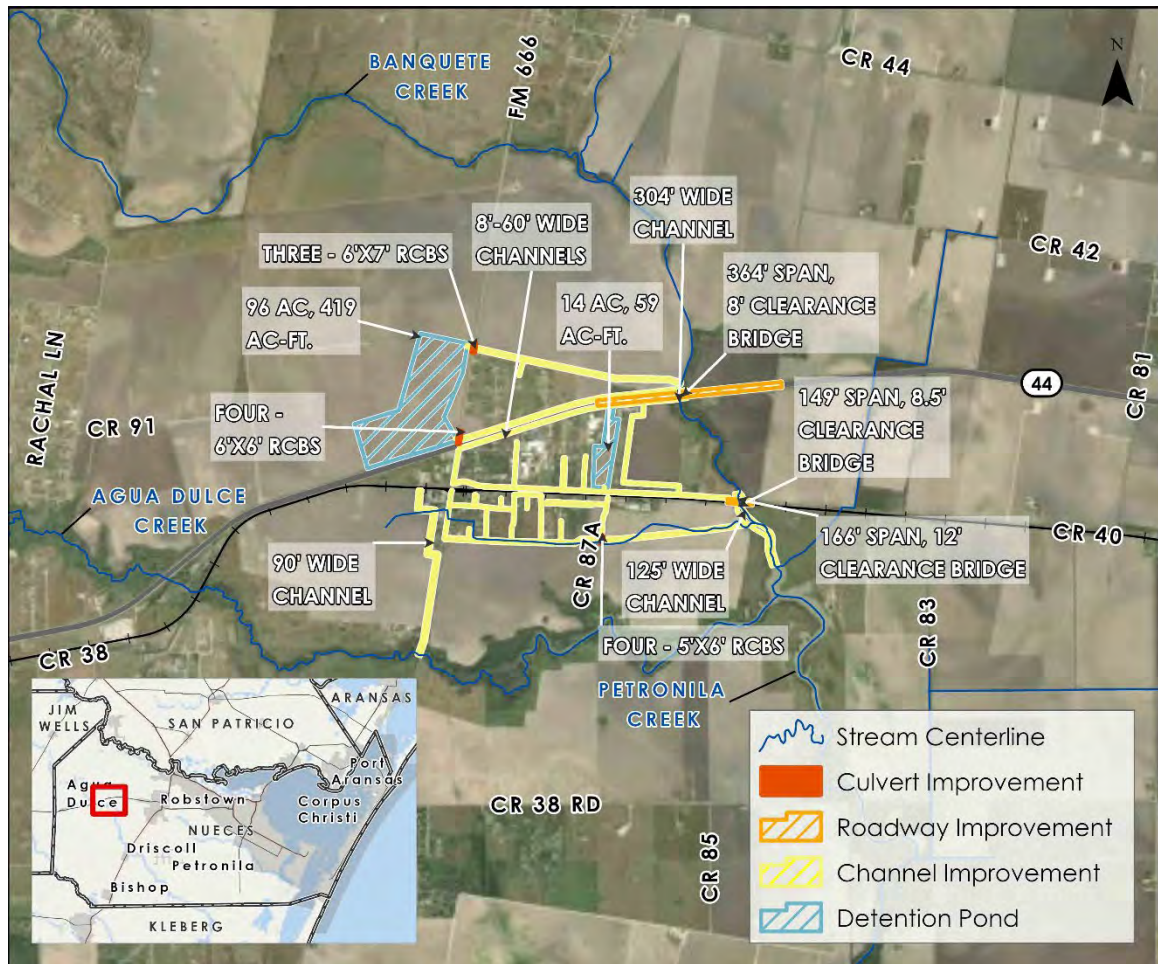 BANQUETE
CREEK
FM 666
CR 44
N
304' WIDE
CHANNEL
8'-60' WIDE
CHANNELS
THREE - 6'X7' RCBS
364' SPAN,
8' CLEARANCE
BRIDGE
CR 42
96 AC, 419
AC-FT.
14 AC, 59
AC-FT.
RACHAL LN
CR 81
44
149' SPAN, 8.5'
CLEARANCE
BRIDGE
CR 91
FOUR -
6'X6' RCBS
AGUA DULCE
CREEK
CR 40
166' SPAN, 12'
CLEARANCE BRIDGE
90' WIDE
CHANNEL
CR 87A
125' WIDE
CHANNEL
CR 83
FOUR - 5'X6' RCBS
CR 38
PETRONILA
CREEK
CR 38 RD
CR 85
JIM
WELLS
SAN PATRICIO
ARANSAS
Port
Aransas
Agua
Dulce
Robstown
Corpus
Christi
NUECES
Driscoll
Petronila
Bishop
KLEBERG
Stream Centerline
Culvert Improvement
Roadway Improvement
Channel Improvement
Detention Pond